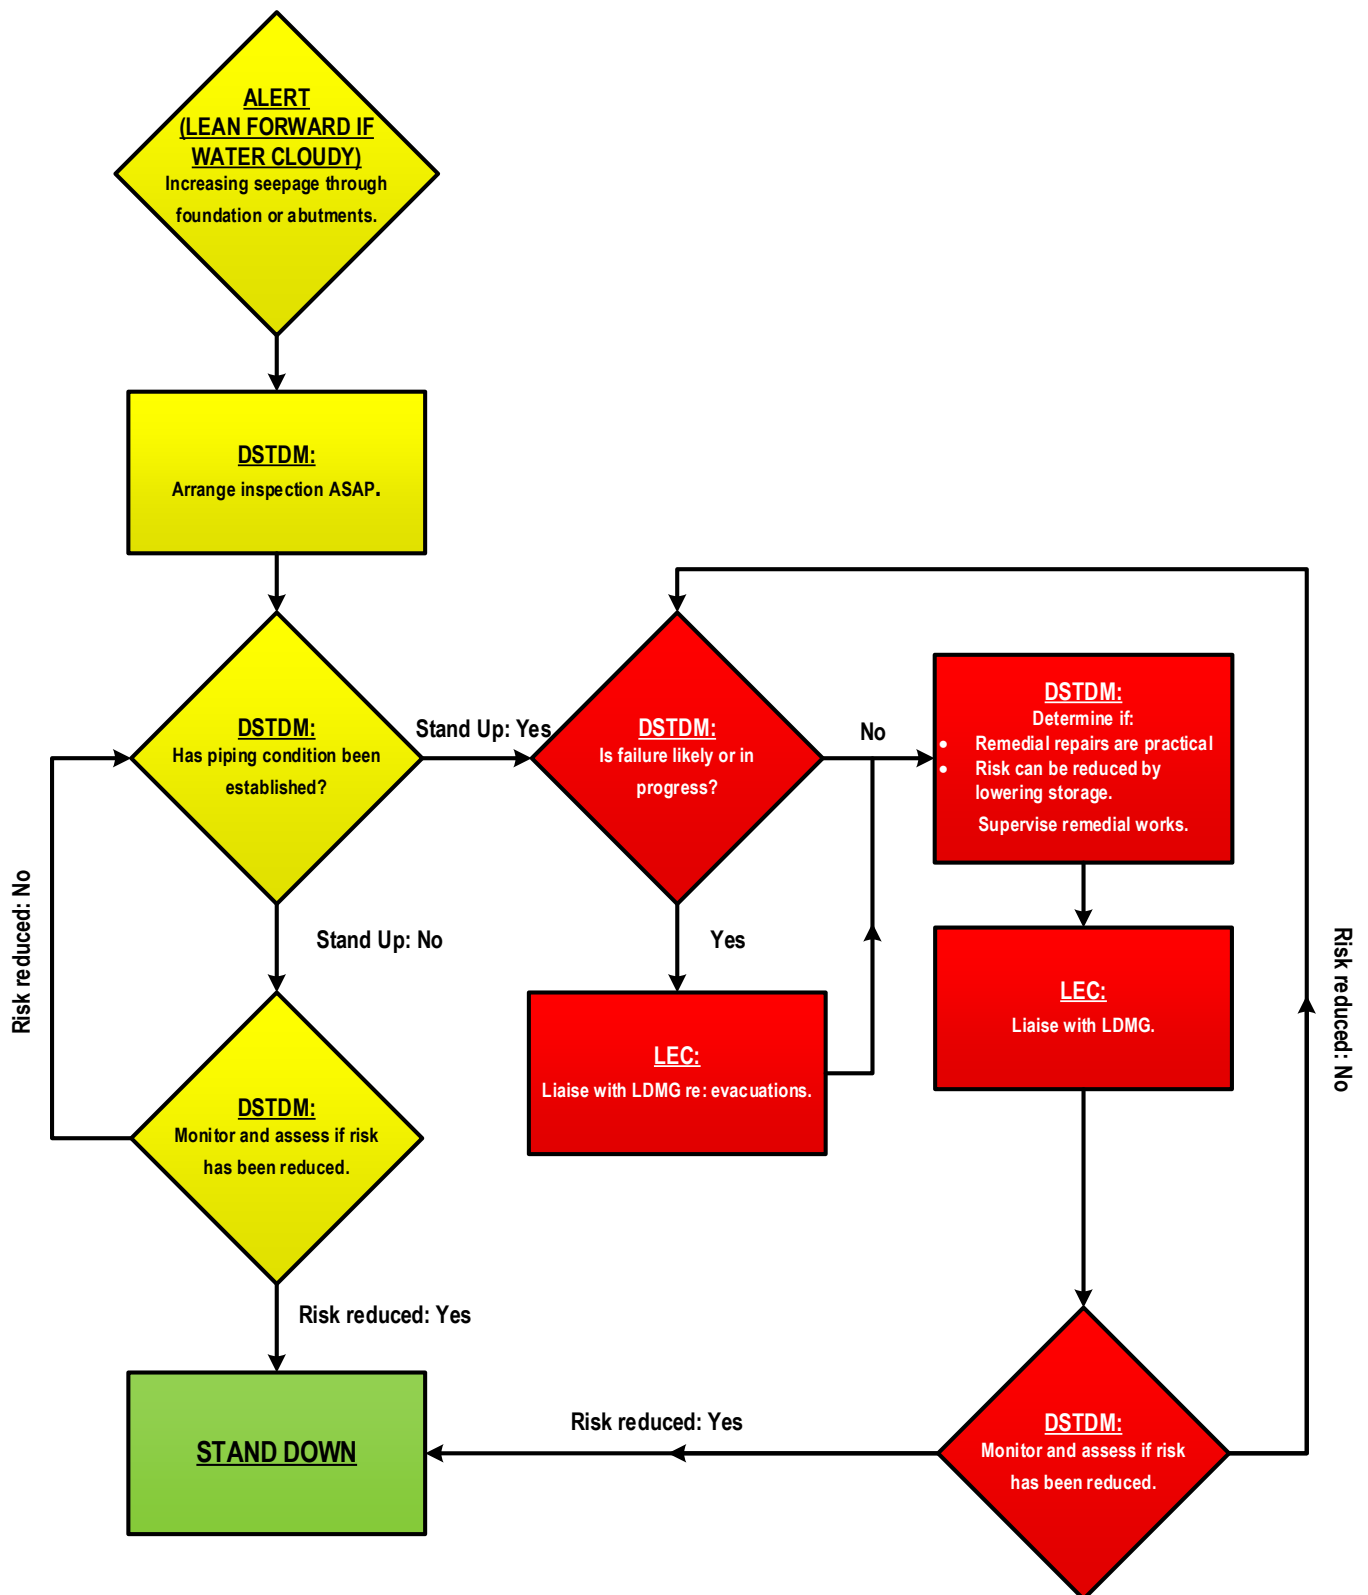 ALERT
(LEAN FORWARD IF
WATER CLOUDY)
Increasing seepage through
foundation or abutments.
DSTDM:
Arrange inspection ASAP.
DSTDM:
Has piping condition been
established?
Stand Up: Yes
DSTDM:
Is failure likely or in
progress?
No
DSTDM:
Determine if:
• Remedial repairs are practical
• Risk can be reduced by
lowering storage.
Supervise remedial works.
Risk reduced: No
Stand Up: No
Yes
LEC:
Liaise with LDMG re: evacuations.
LEC:
Liaise with LDMG.
Risk reduced: No
DSTDM:
Monitor and assess if risk
has been reduced.
Risk reduced: Yes
STAND DOWN
Risk reduced: Yes
DSTDM:
Monitor and assess if risk
has been reduced.